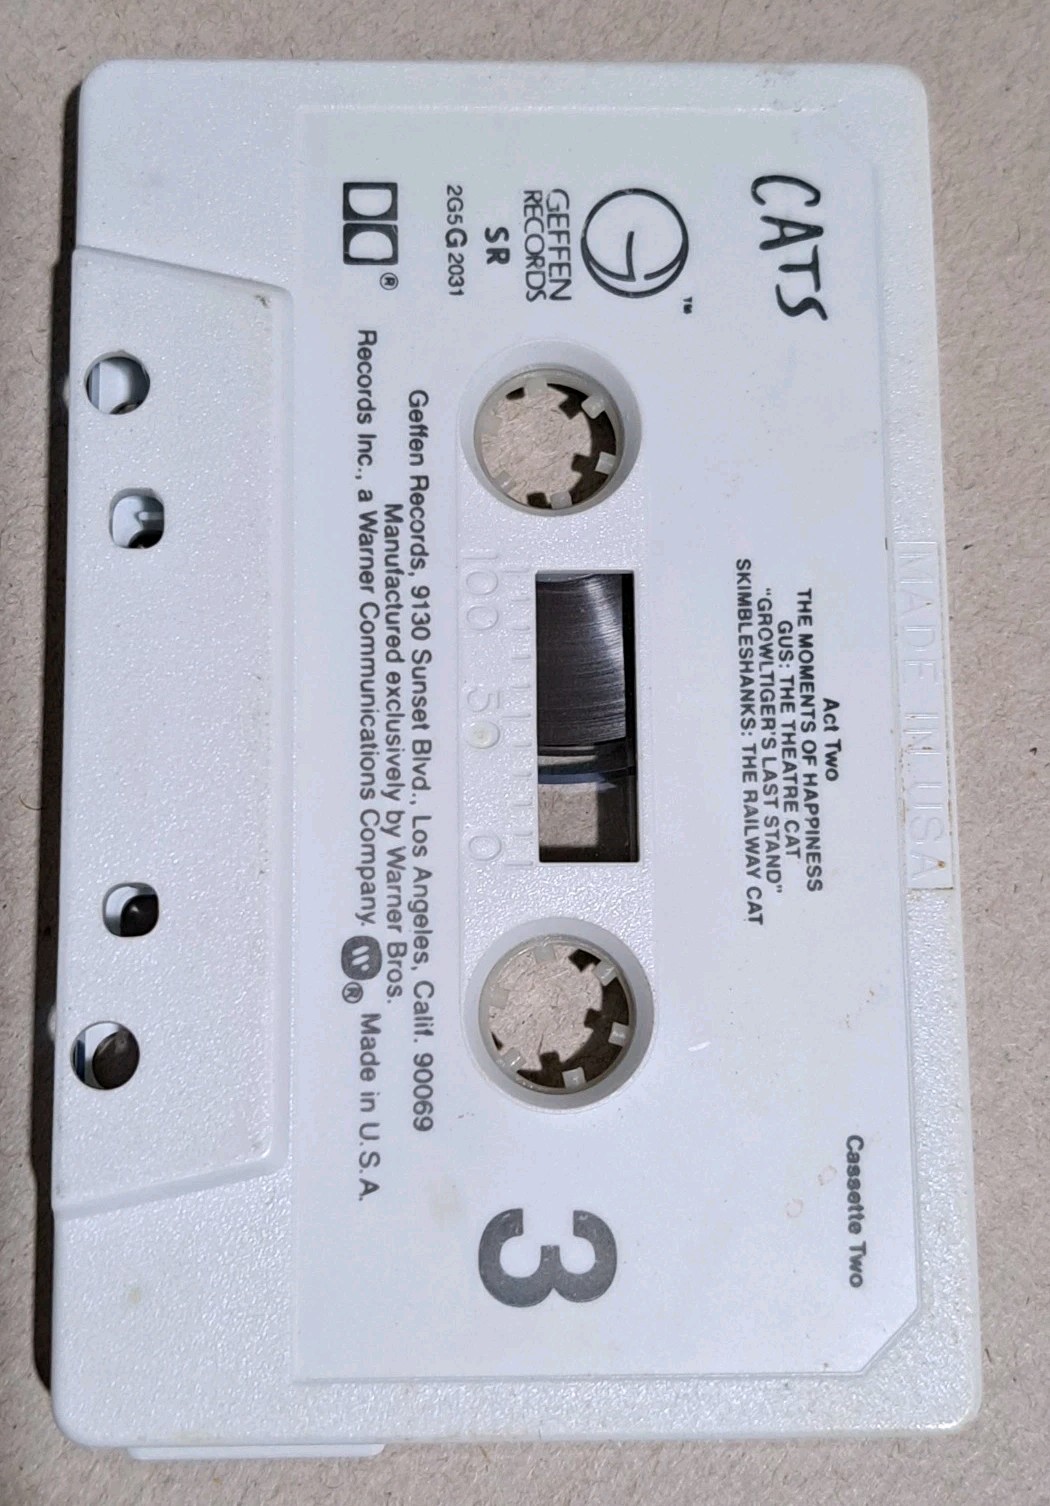 MADE IN USA
CATS
Cassette Two
Act Two
THE MOMENTS OF HAPPINESS
GUS: THE THEATRE CAT
"GROWLTIGER'S LAST STAND"
SKIMBLESHANKS: THE RAILWAY CAT
™
GEFFEN
RECORDS
SR
2G5G 2031
100 50 0
3
Geffen Records, 9130 Sunset Blvd., Los Angeles, Calif. 90069
Manufactured exclusively by Warner Bros.
Records Inc., a Warner Communications Company. ® Made in U.S.A.
®